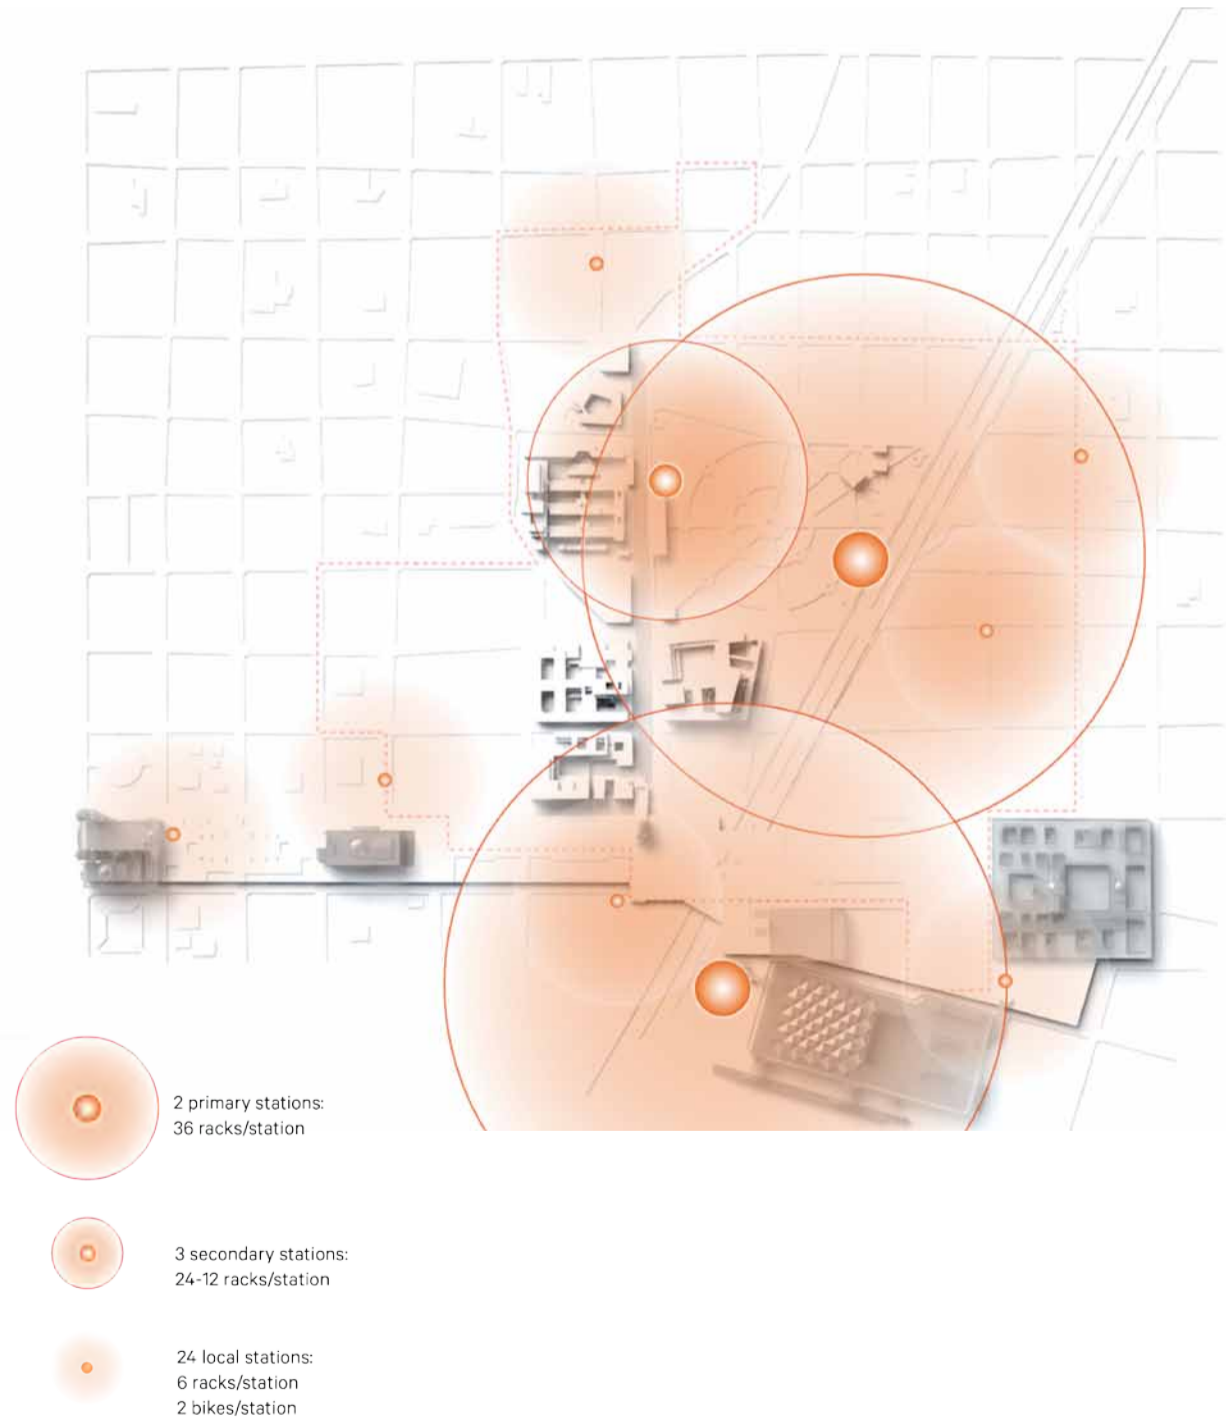 2 primary stations:
36 racks/station
3 secondary stations:
24-12 racks/station
24 local stations:
6 racks/station
2 bikes/station